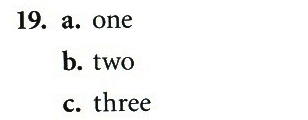 19. a. one
b. two
c. three